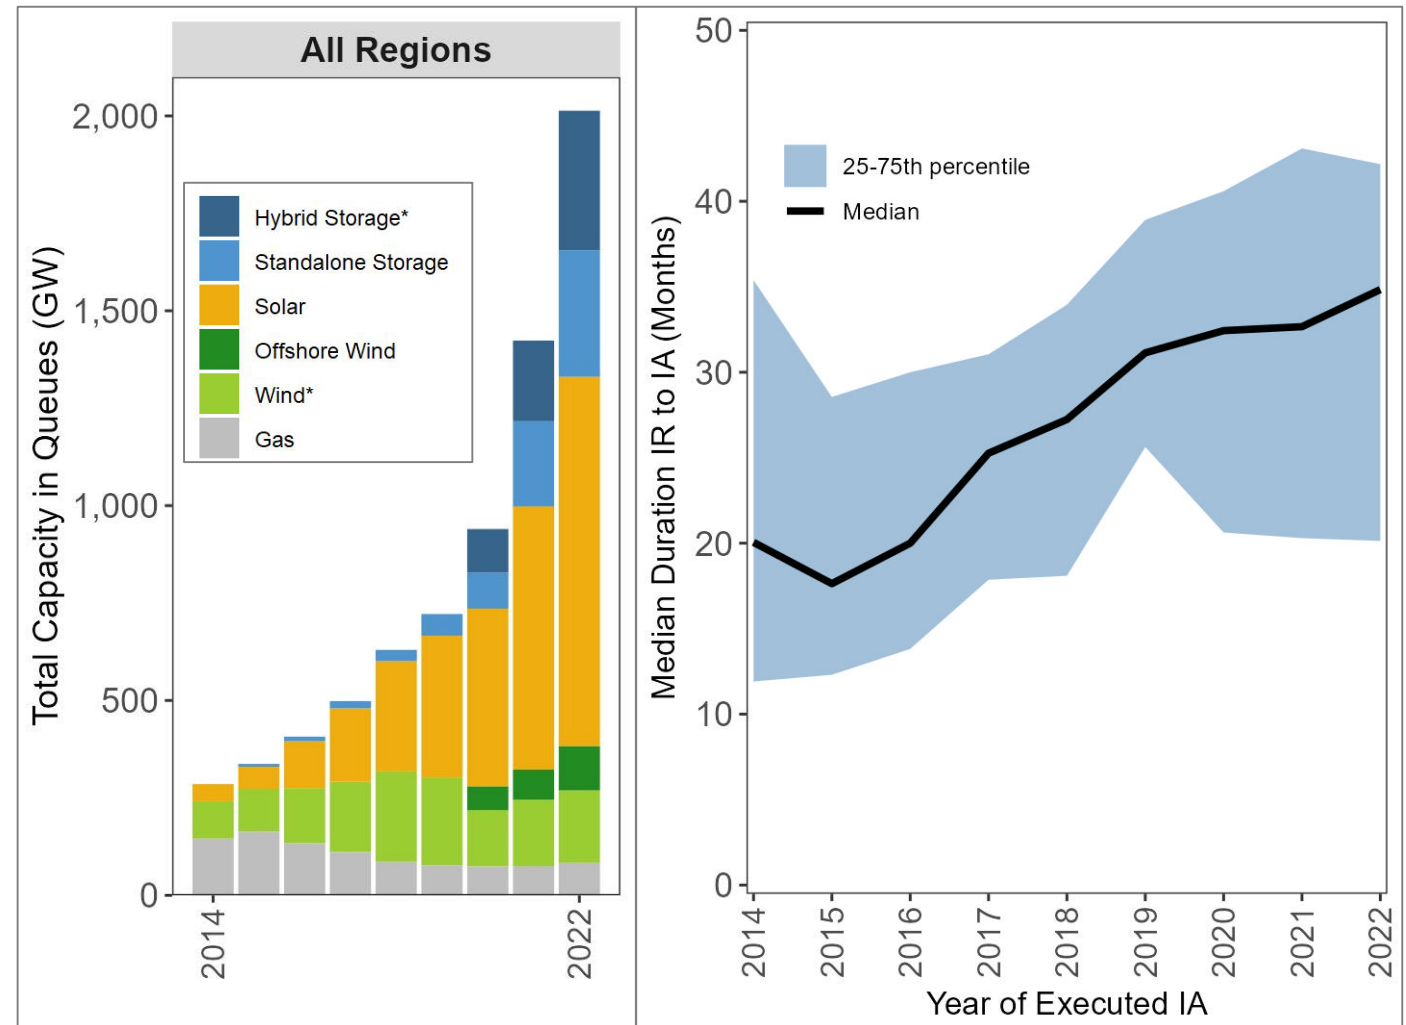 All Regions
Total Capacity in Queues (GW)
2,000
1,500
1,000
500
0
Hybrid Storage*
Standalone Storage
Solar
Offshore Wind
Wind*
Gas
2014
2022
Median Duration IR to IA (Months)
50
40
30
20
10
0
25-75th percentile
Median
2014
2015
2016
2017
2018
2019
2020
2021
2022
Year of Executed IA